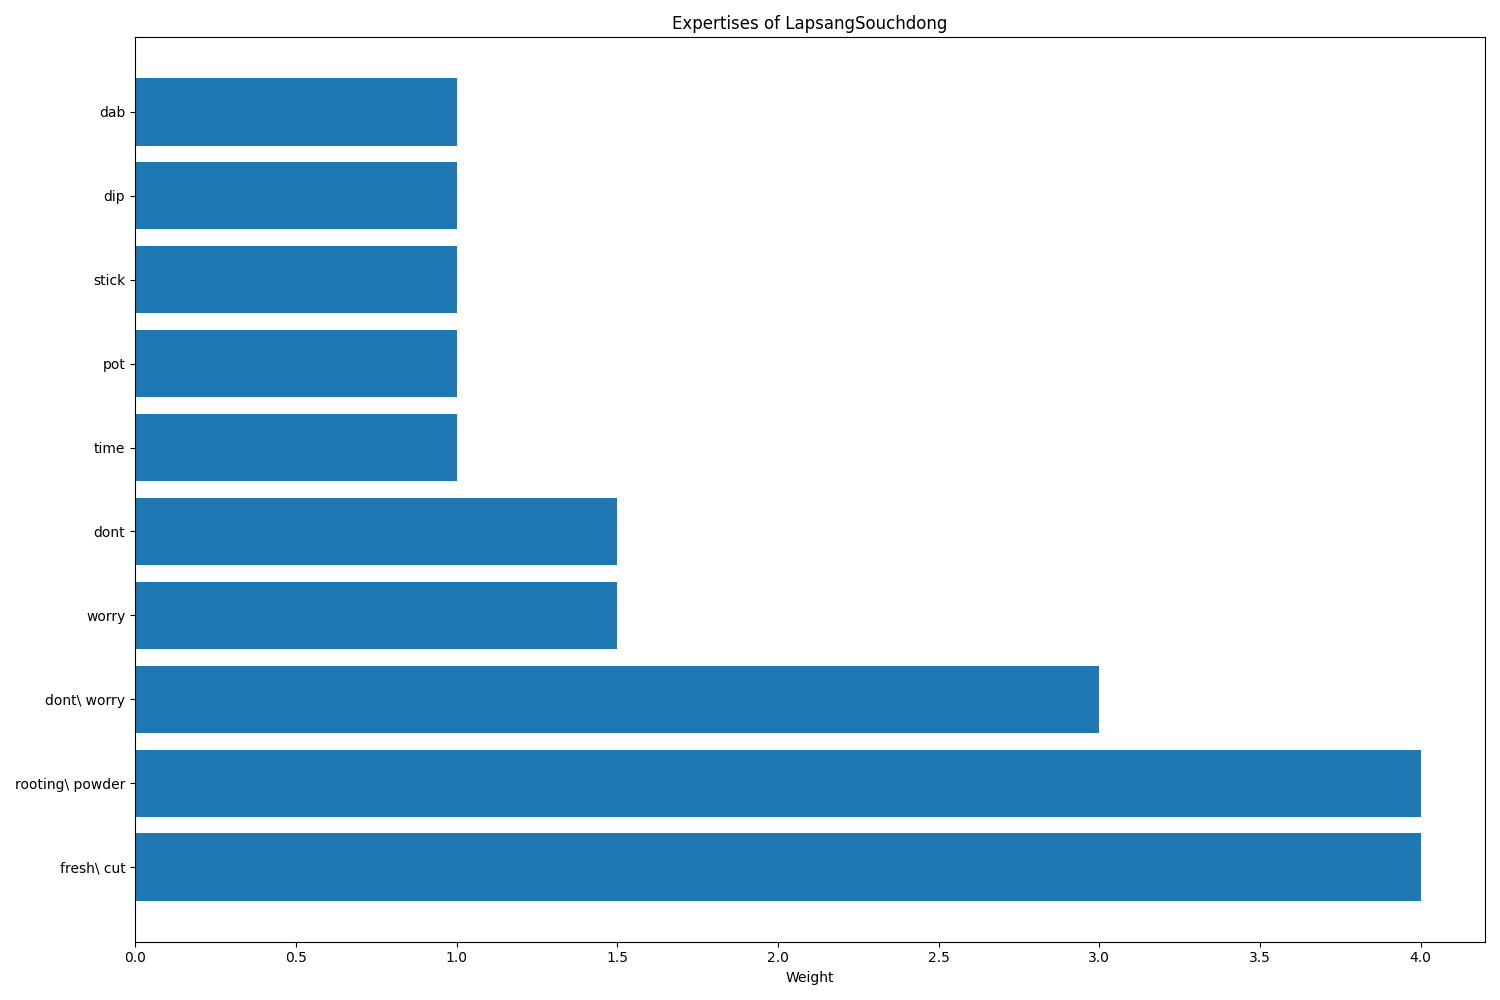 Expertises of LapsangSouchdong
dab
dip
stick
pot
time
dont
worry
dont\ worry
rooting\ powder
fresh\ cut
0.0 0.5 1.0 1.5 2.0 2.5 3.0 3.5 4.0
Weight